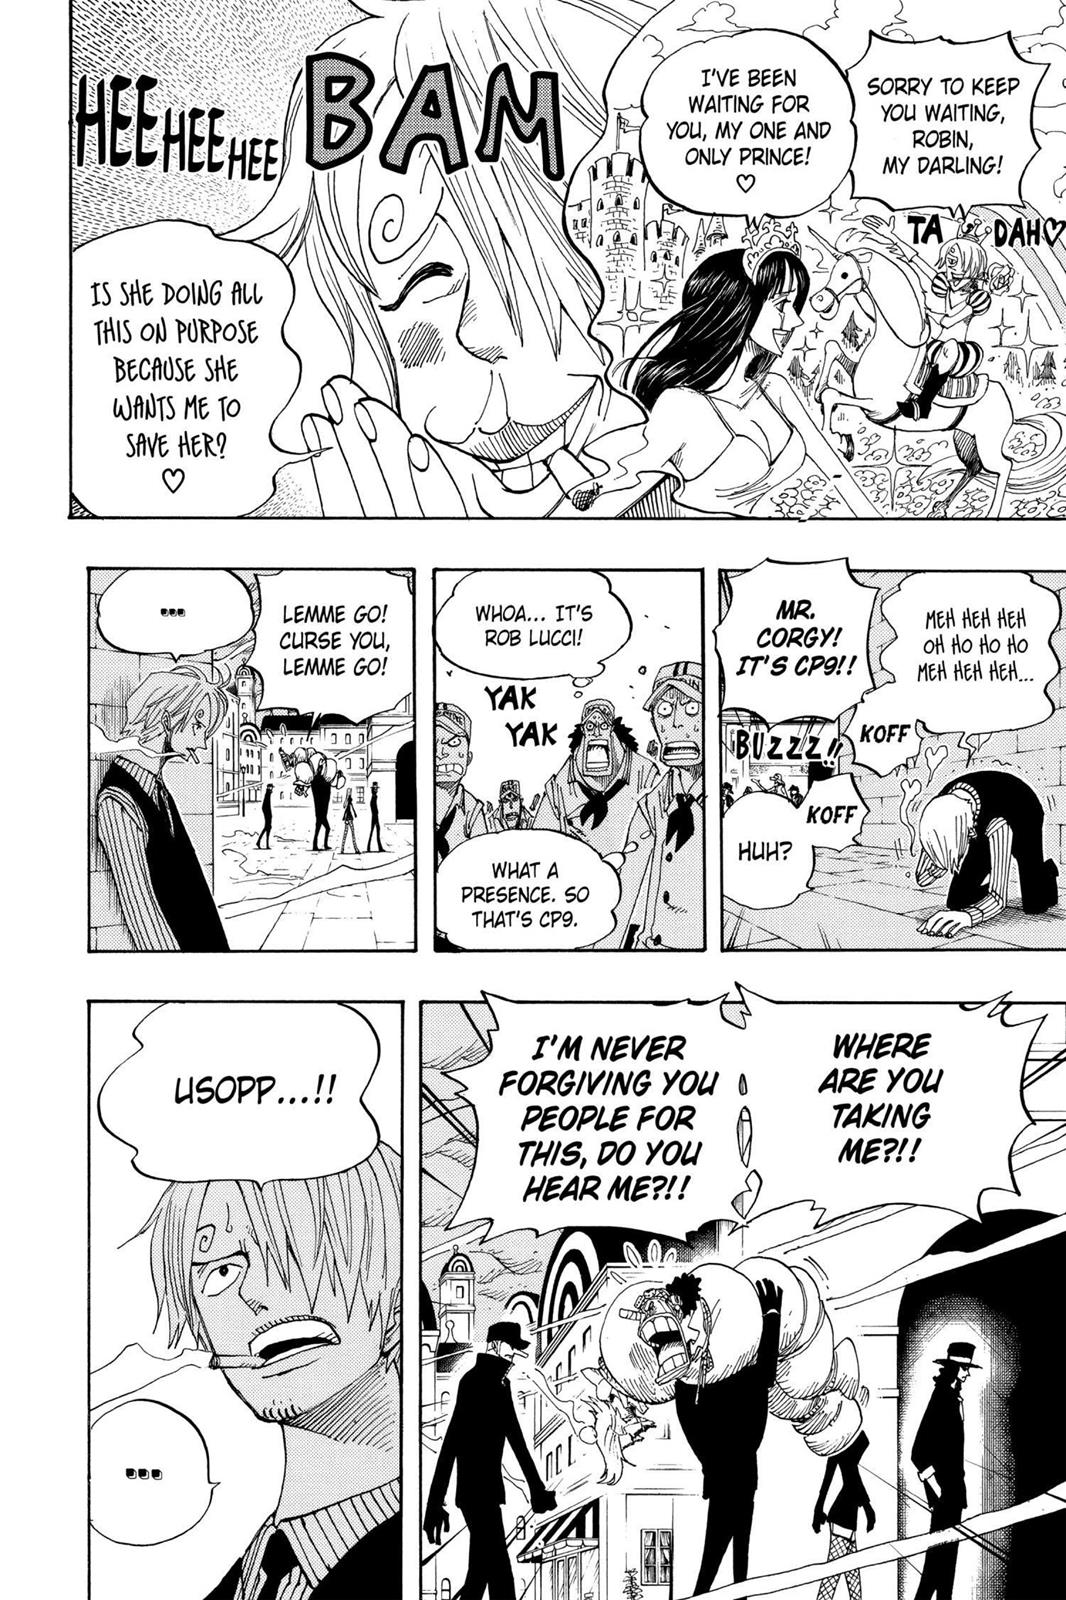 SORRY TO KEEP
YOU WAITING,
ROBIN,
MY DARLING!
TA DAH♡
I'VE BEEN
WAITING FOR
YOU, MY ONE AND
ONLY PRINCE!
♡
BAM
HEE HEE HEE
IS SHE DOING ALL
THIS ON PURPOSE
BECAUSE SHE
WANTS ME TO
SAVE HER?
♡
MEH HEH HEH
OH HO HO HO
MEH HEH HEH...
KOFF
KOFF
MR.
CORGY!
IT'S CP9!!
BUZZZ!!
HUH?
WHOA... IT'S
ROB LUCCI!
YAK
YAK
WHAT A
PRESENCE. SO
THAT'S CP9.
LEMME GO!
CURSE YOU,
LEMME GO!
...
WHERE
ARE YOU
TAKING
ME?!!
I'M NEVER
FORGIVING YOU
PEOPLE FOR
THIS, DO YOU
HEAR ME?!!
USOPP...!!
...